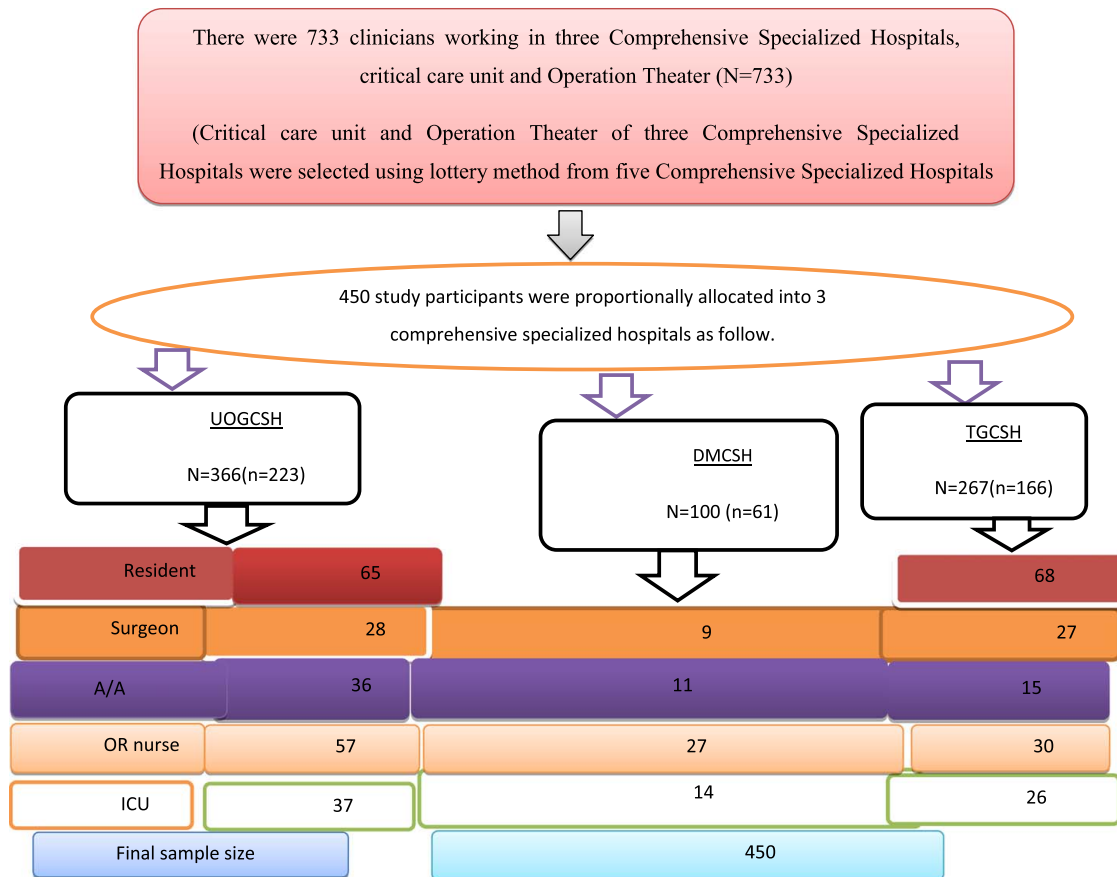 There were 733 clinicians working in three Comprehensive Specialized Hospitals,
critical care unit and Operation Theater (N=733)
(Critical care unit and Operation Theater of three Comprehensive Specialized
Hospitals were selected using lottery method from five Comprehensive Specialized Hospitals
450 study participants were proportionally allocated into 3
comprehensive specialized hospitals as follow.
UOGCSH
N=366(n=223)
DMCSH
N=100 (n=61)
TGCSH
N=267(n=166)
Resident 65 68
Surgeon 28 9 27
A/A 36 11 15
OR nurse 57 27 30
ICU 37 14 26
Final sample size 450